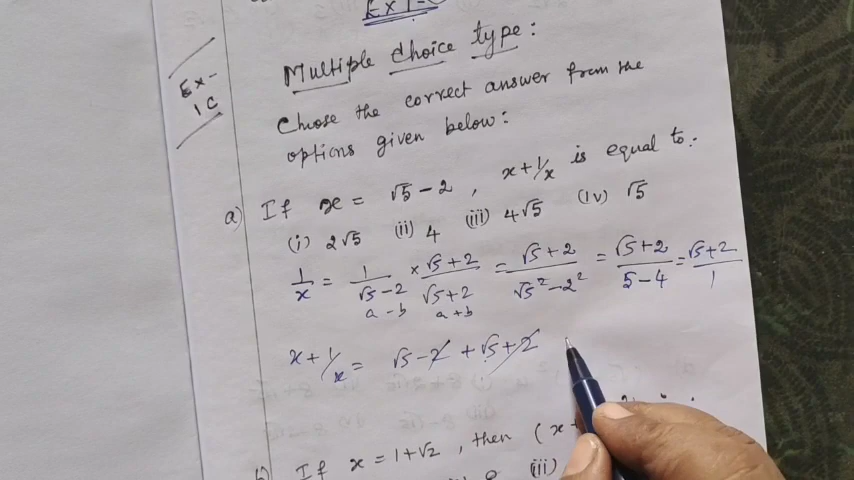 Ex-
1C
Multiple choice type:
Choose the correct answer from the
options given below:
a) If x = √5 - 2, x + 1/x is equal to:-
(i) 2√5 (ii) 4 (iii) 4√5 (iv) √5
1/x = 1/(√5 - 2) × (√5 + 2)/(√5 + 2) = (√5 + 2)/(√5² - 2²) = (√5 + 2)/(5 - 4) = (√5 + 2)/1
a - b a + b
x + 1/x = √5 - 2 + √5 + 2
b) If x = 1 + √2, then (x
(iii)